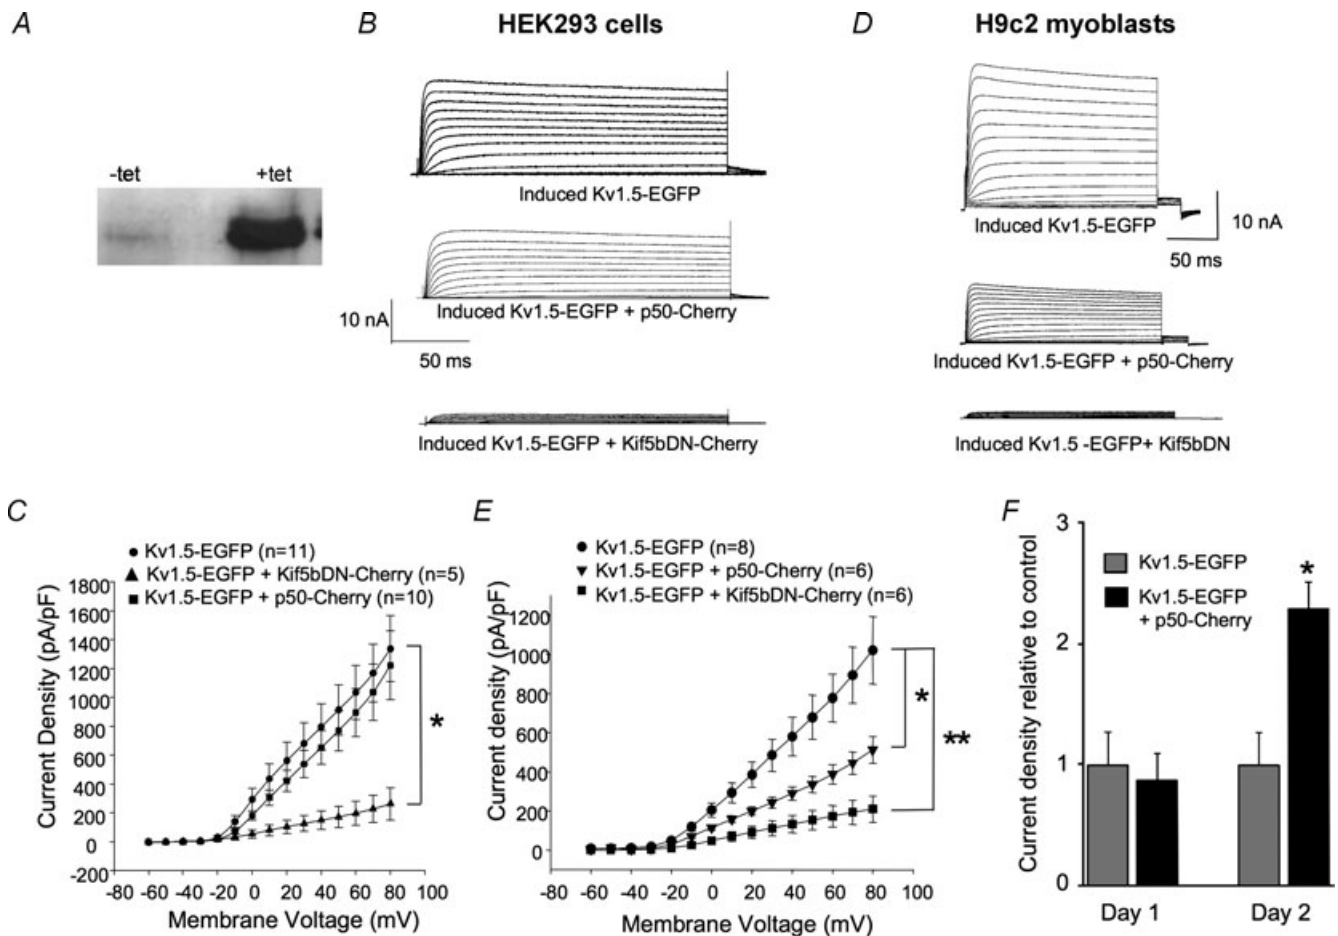 A
B
HEK293 cells
D
H9c2 myoblasts
-tet
+tet
Induced Kv1.5-EGFP
Induced Kv1.5-EGFP + p50-Cherry
10 nA
50 ms
Induced Kv1.5-EGFP + Kif5bDN-Cherry
Induced Kv1.5-EGFP
10 nA
50 ms
Induced Kv1.5-EGFP + p50-Cherry
Induced Kv1.5 -EGFP+ Kif5bDN
C
Kv1.5-EGFP (n=11)
Kv1.5-EGFP + Kif5bDN-Cherry (n=5)
Kv1.5-EGFP + p50-Cherry (n=10)
Current Density (pA/pF)
1800
1600
1400
1200
1000
800
600
400
200
0
-200
*
-80 -60 -40 -20 0 20 40 60 80 100
Membrane Voltage (mV)
E
Kv1.5-EGFP (n=8)
Kv1.5-EGFP + p50-Cherry (n=6)
Kv1.5-EGFP + Kif5bDN-Cherry (n=6)
Current density (pA/pF)
1200
1000
800
600
400
200
0
*
**
-80 -60 -40 -20 0 20 40 60 80 100
Membrane Voltage (mV)
F
Current density relative to control
3
2
1
0
Kv1.5-EGFP
Kv1.5-EGFP
+ p50-Cherry
*
Day 1
Day 2